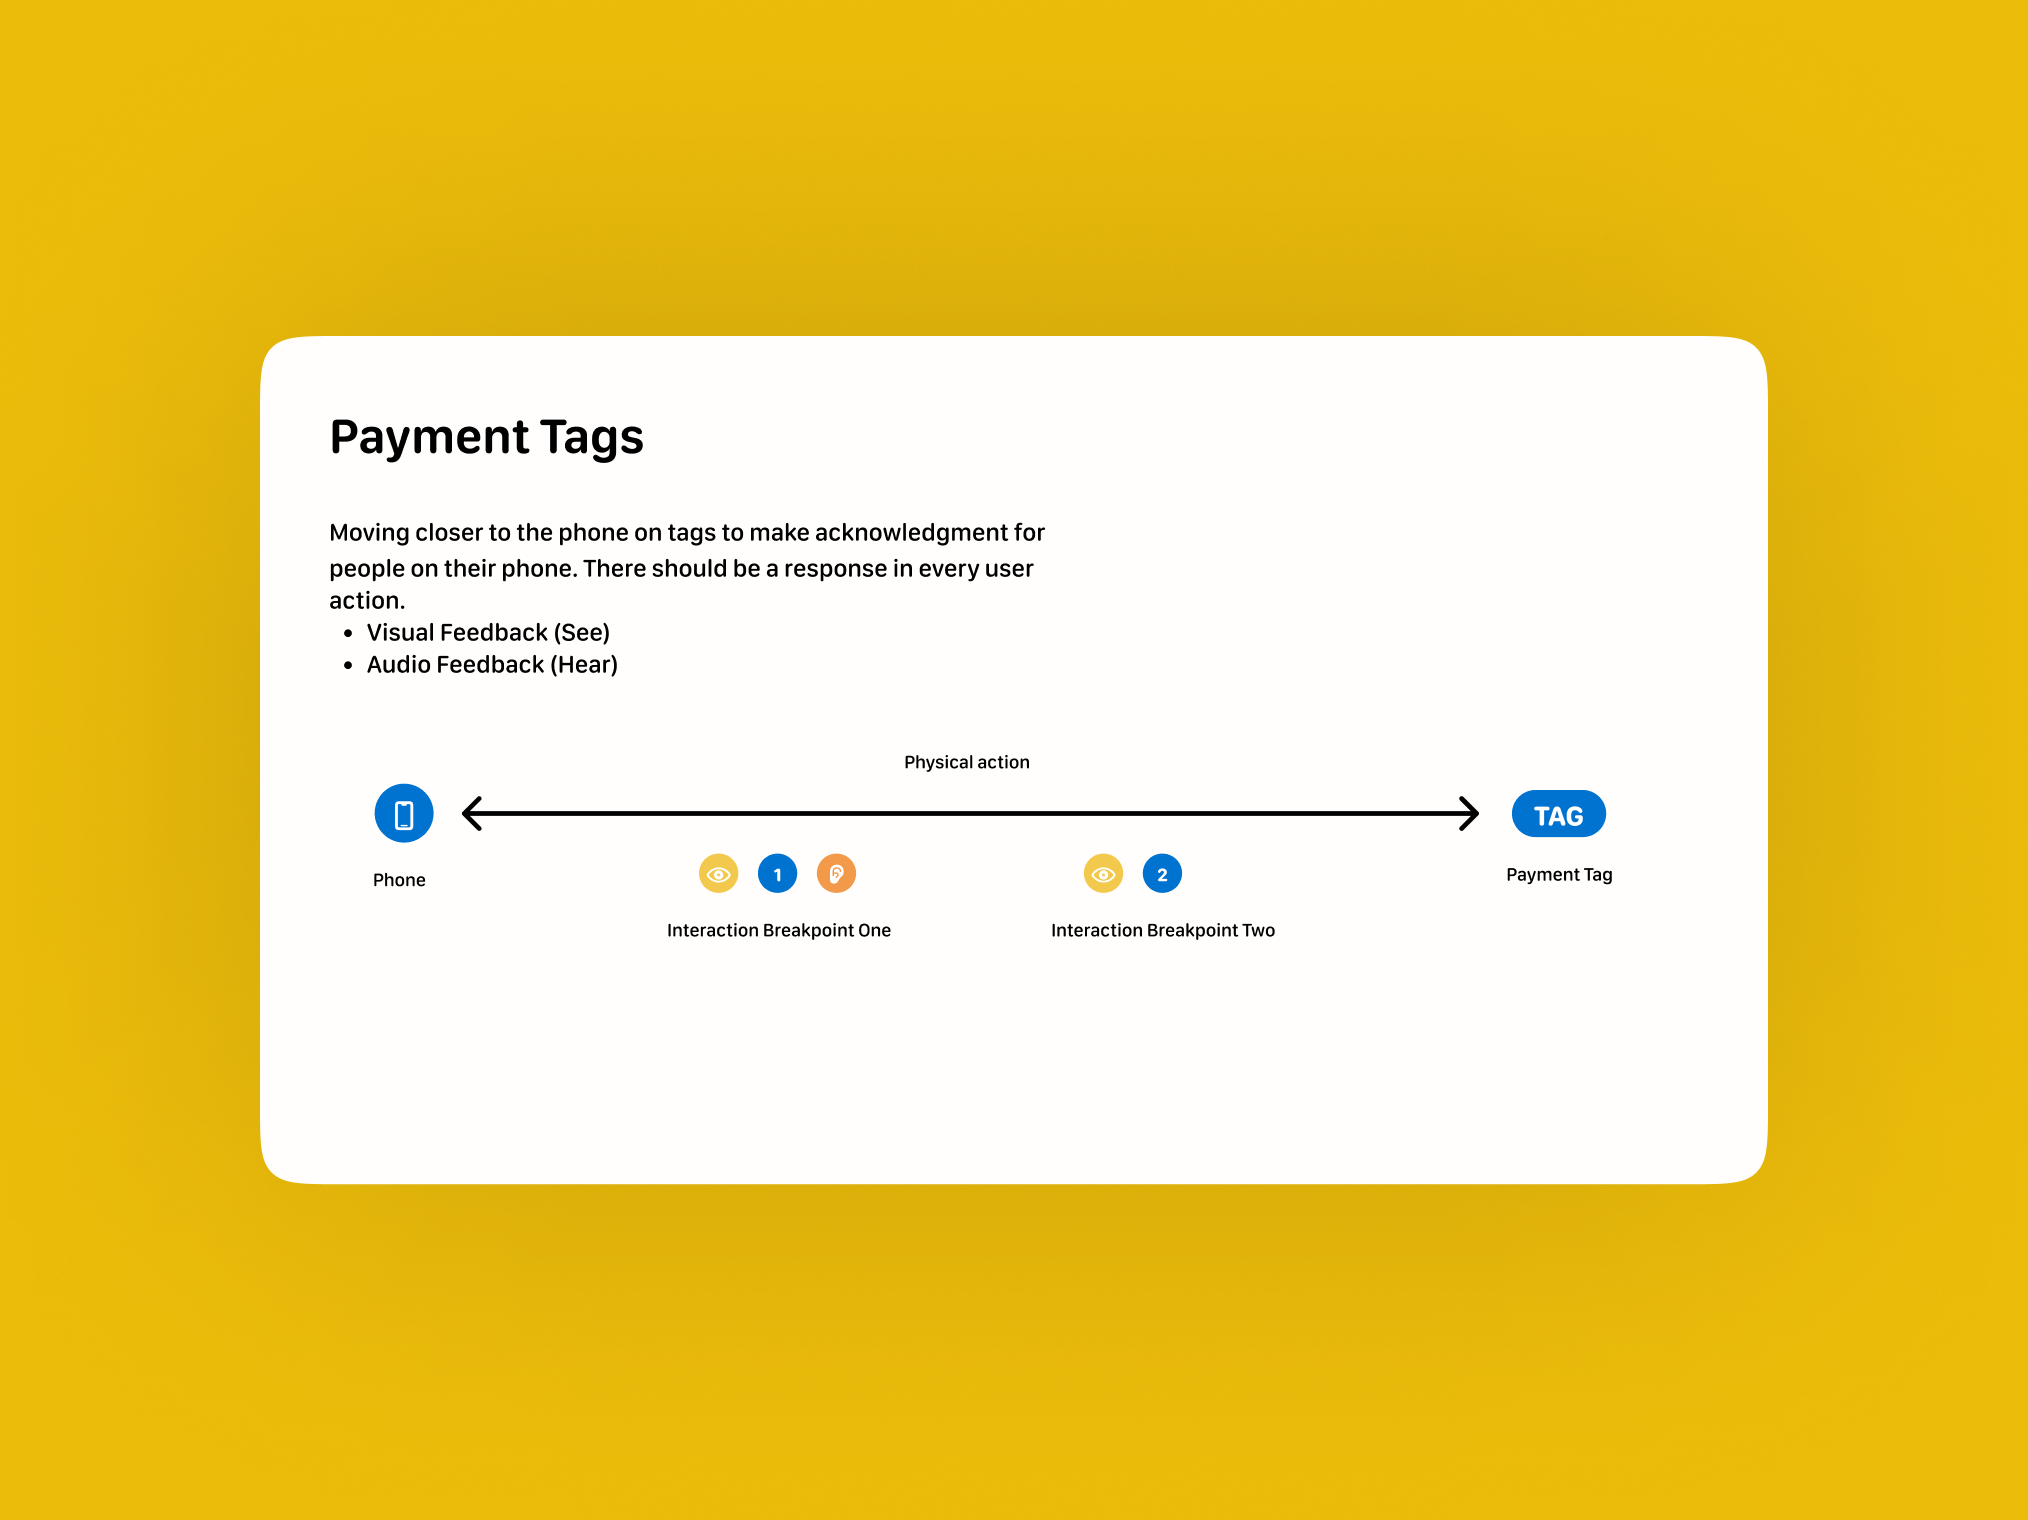 Payment Tags
Moving closer to the phone on tags to make acknowledgment for
people on their phone. There should be a response in every user
action.
• Visual Feedback (See)
• Audio Feedback (Hear)
Physical action
TAG
Phone
1
2
Payment Tag
Interaction Breakpoint One
Interaction Breakpoint Two